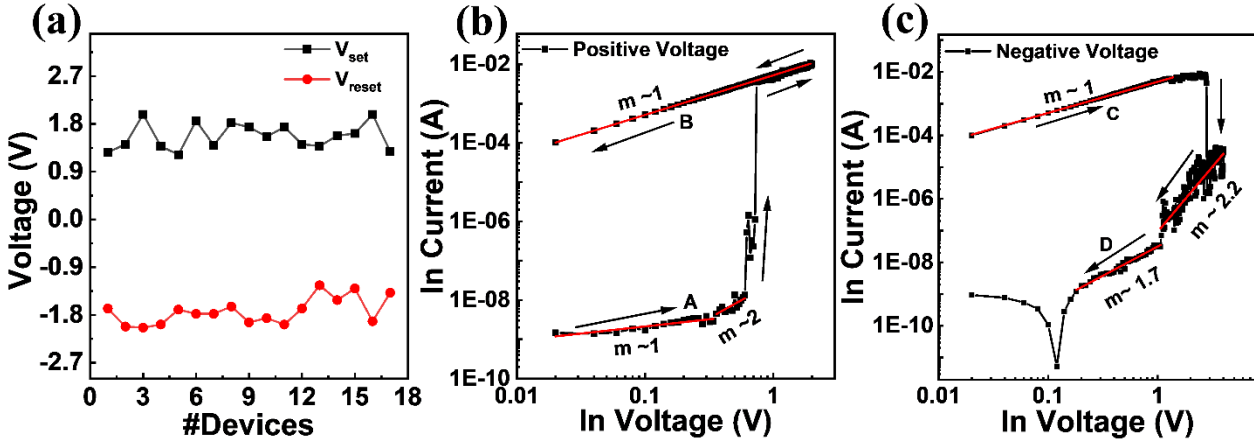 (a)
V_set
V_reset
2.7
1.8
0.9
0.0
-0.9
-1.8
-2.7
Voltage (V)
0 3 6 9 12 15 18
#Devices
(b)
Positive Voltage
1E-02
1E-04
1E-06
1E-08
1E-10
ln Current (A)
m ~1
B
A
m ~1
m ~2
0.01 0.1 1
ln Voltage (V)
(c)
Negative Voltage
1E-02
1E-04
1E-06
1E-08
1E-10
ln Current (A)
m ~1
C
m ~ 2.2
D
m~ 1.7
0.01 0.1 1
ln Voltage (V)